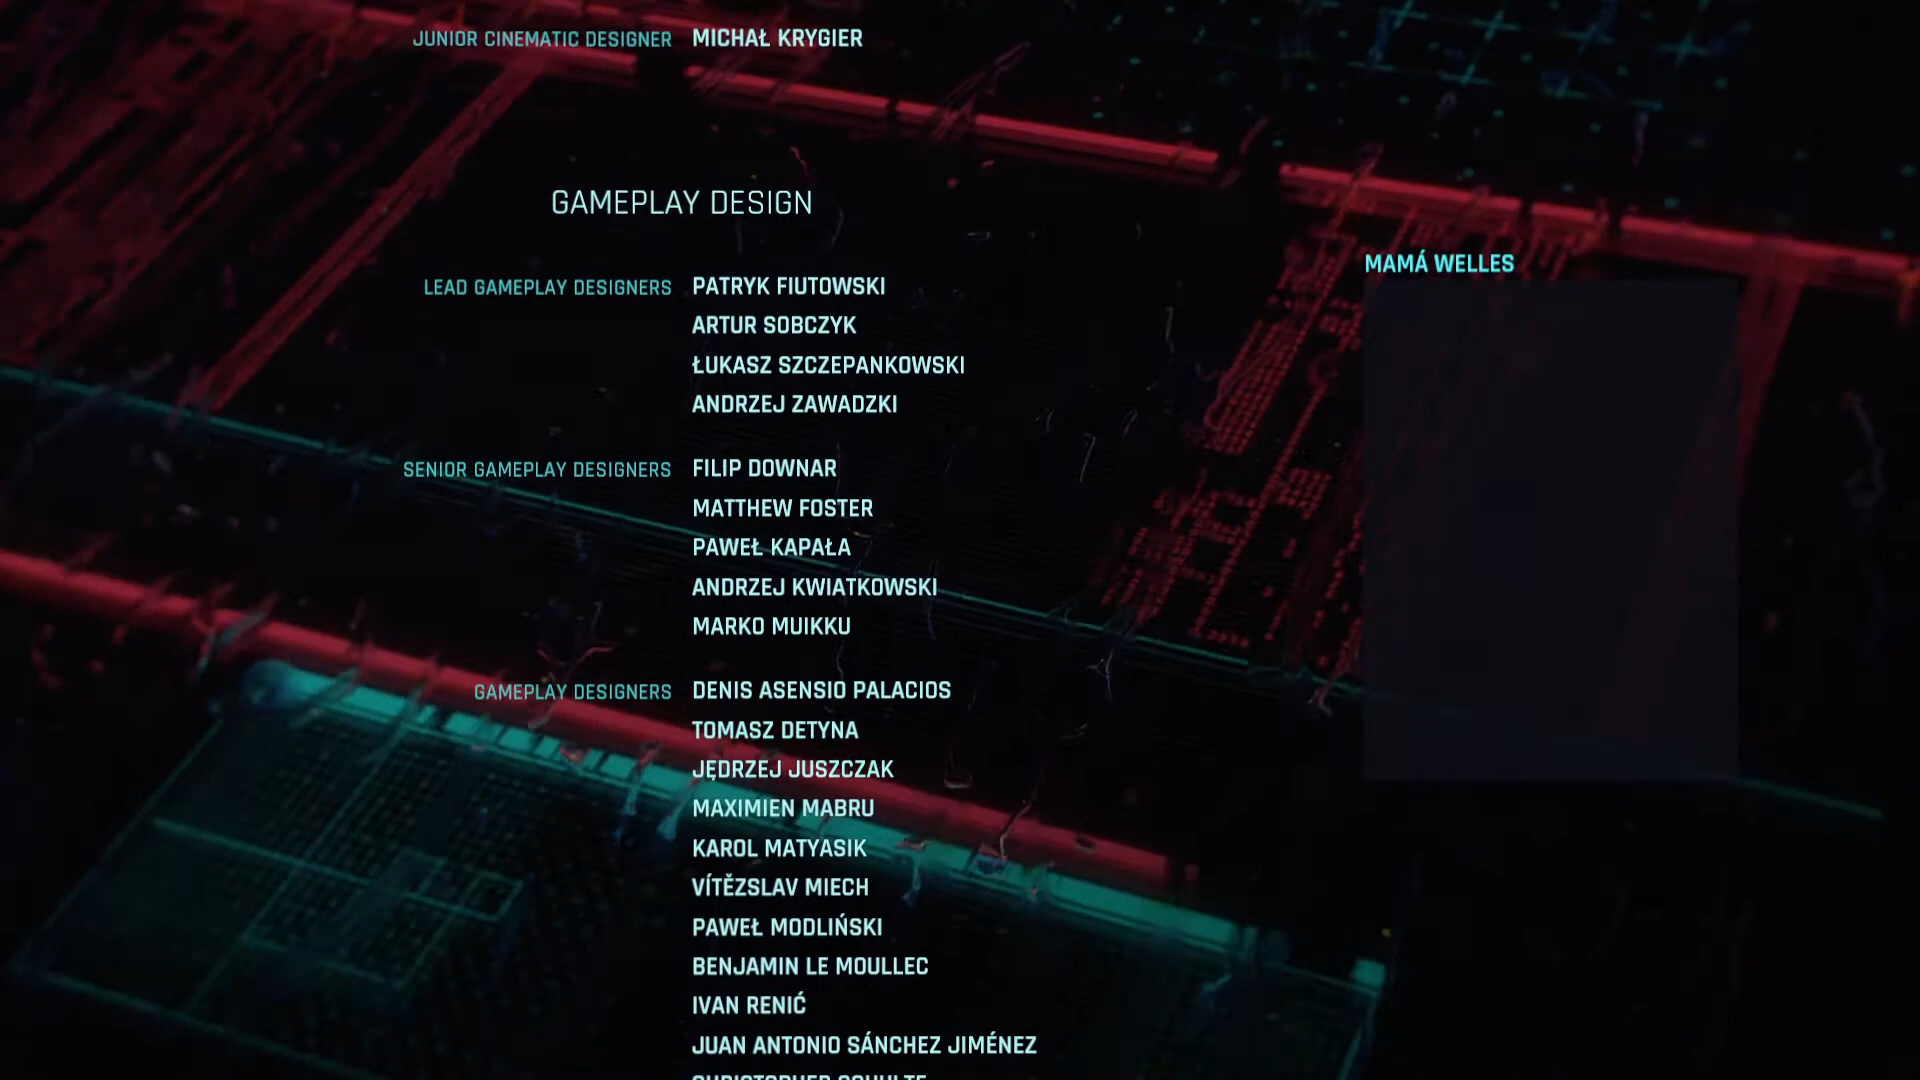 JUNIOR CINEMATIC DESIGNER MICHAŁ KRYGIER
GAMEPLAY DESIGN
LEAD GAMEPLAY DESIGNERS PATRYK FIUTOWSKI
ARTUR SOBCZYK
ŁUKASZ SZCZEPANKOWSKI
ANDRZEJ ZAWADZKI
SENIOR GAMEPLAY DESIGNERS FILIP DOWNAR
MATTHEW FOSTER
PAWEŁ KAPAŁA
ANDRZEJ KWIATKOWSKI
MARKO MUIKKU
GAMEPLAY DESIGNERS DENIS ASENSIO PALACIOS
TOMASZ DETYNA
JĘDRZEJ JUSZCZAK
MAXIMIEN MABRU
KAROL MATYASIK
VÍTĚZSLAV MIECH
PAWEŁ MODLIŃSKI
BENJAMIN LE MOULLEC
IVAN RENIĆ
JUAN ANTONIO SÁNCHEZ JIMÉNEZ
MAMÁ WELLES